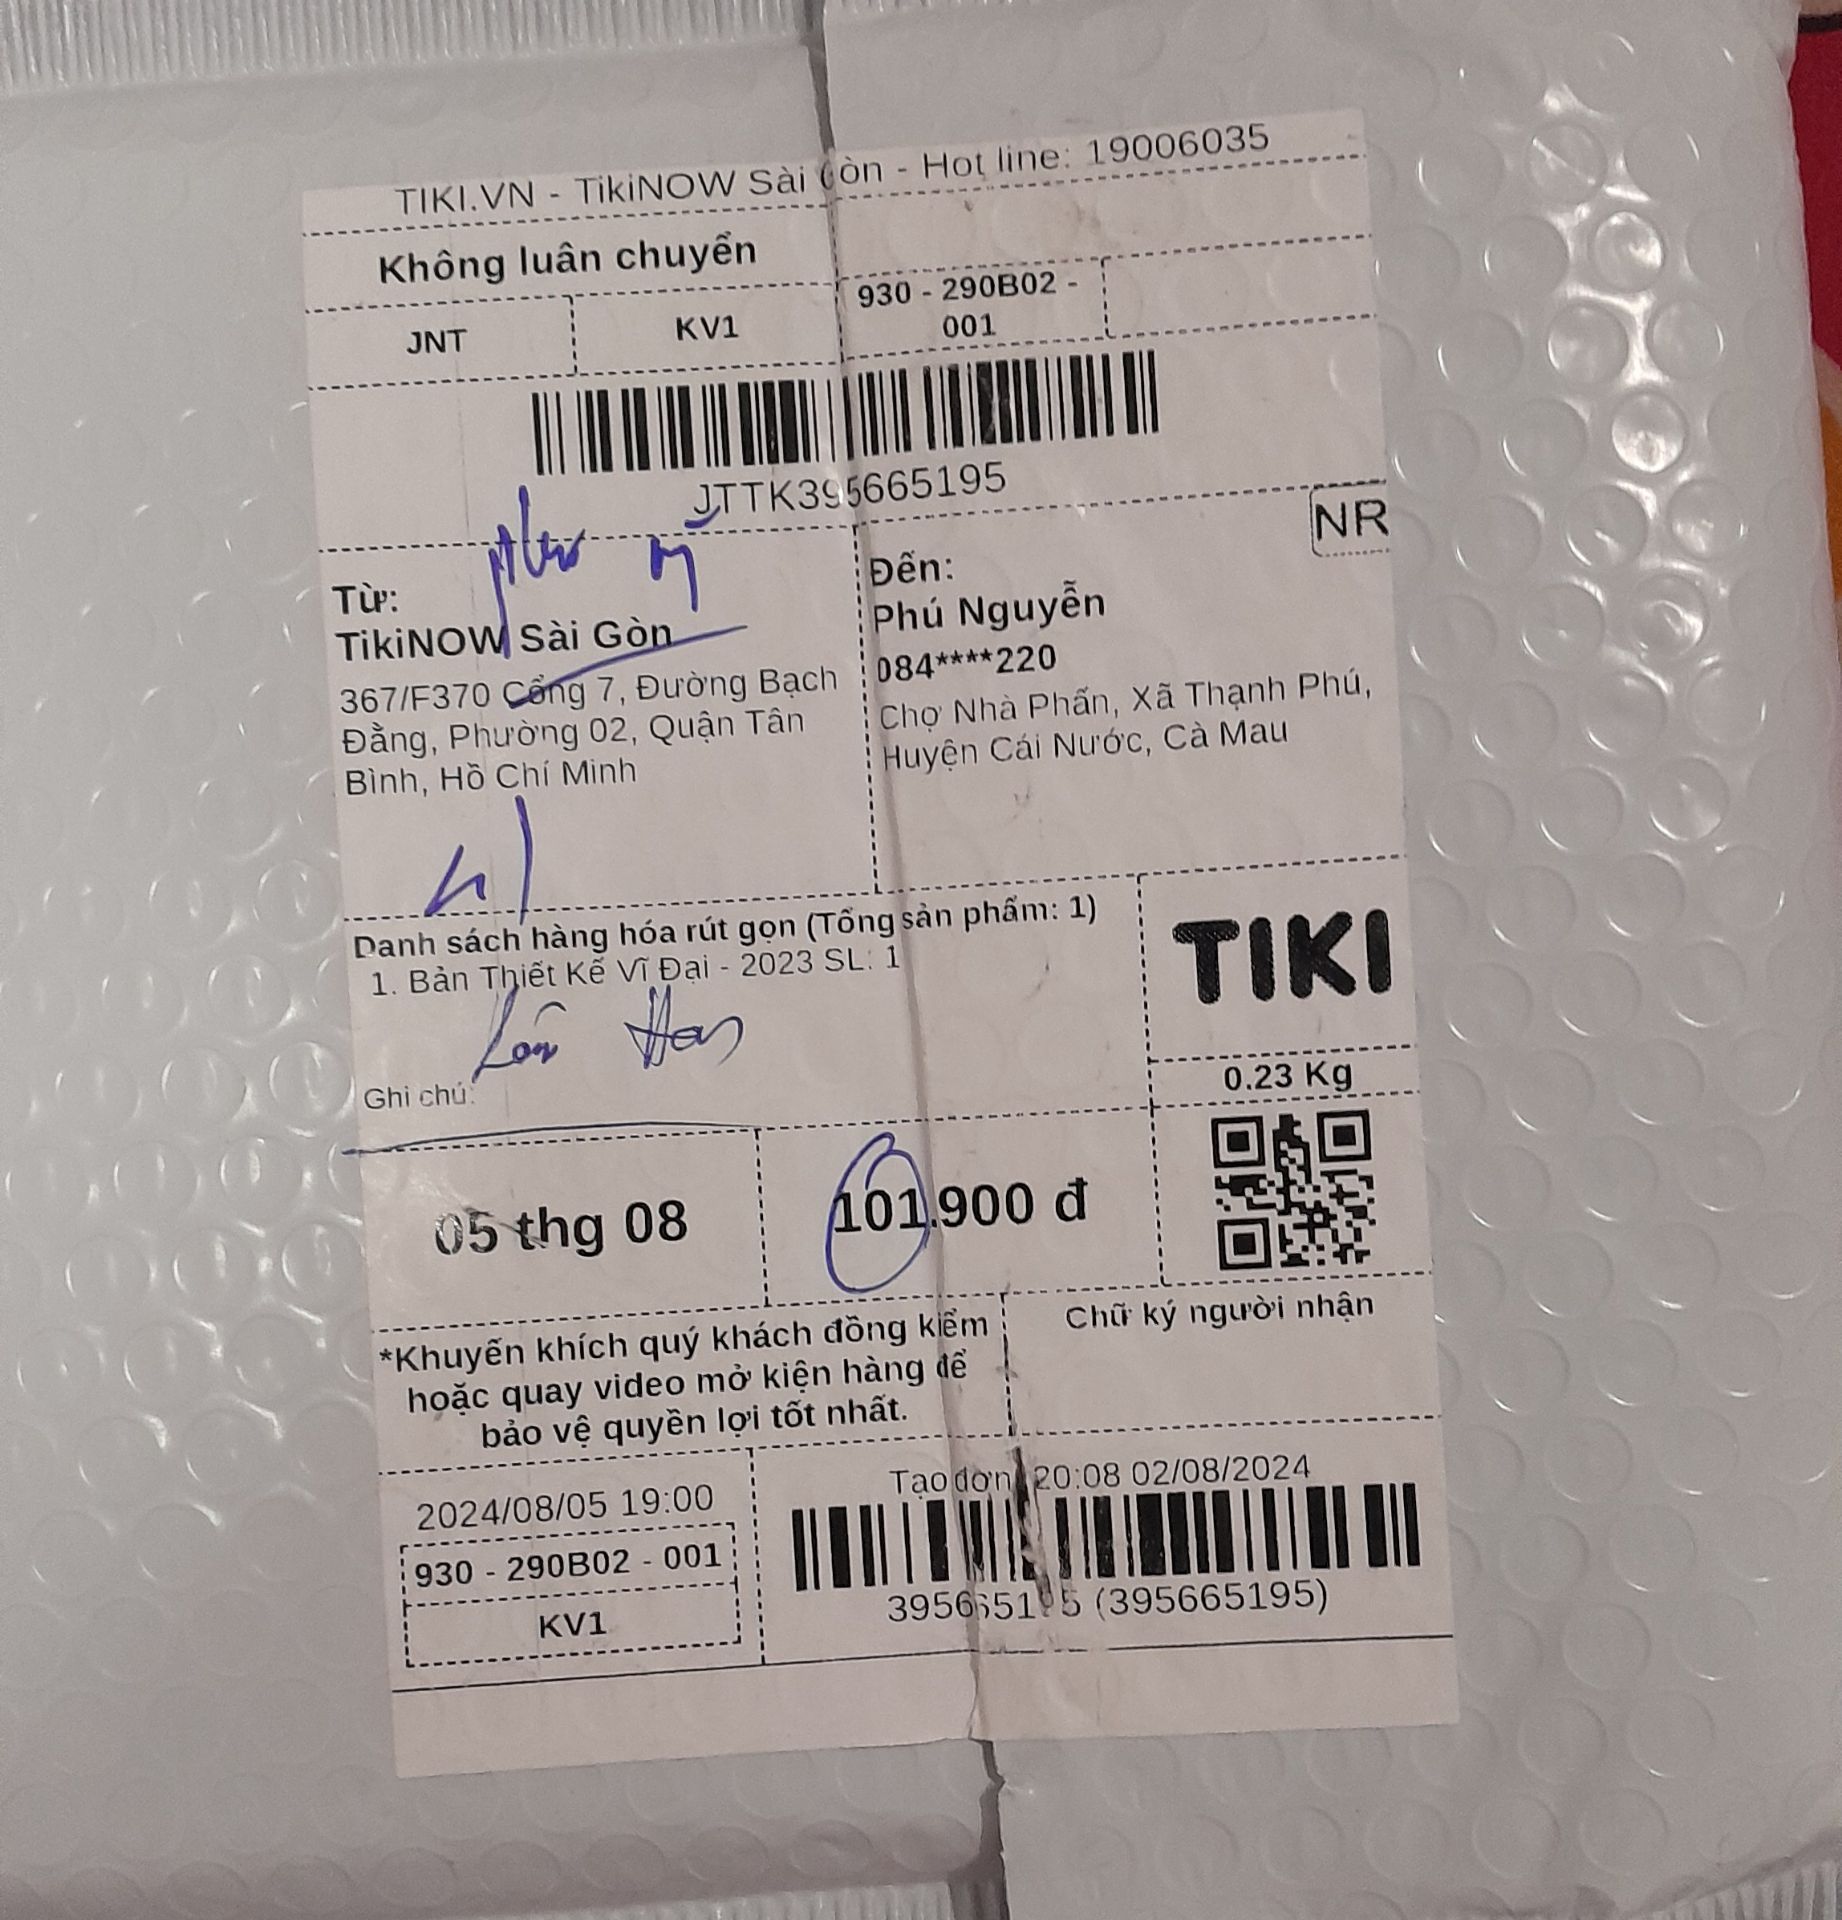 TIKI.VN - TikiNOW Sài Gòn - Hot line: 19006035
Không luân chuyển
JNT
KV1
930 - 290B02 -
001
JTTK395665195
NR
Từ:
TikiNOW Sài Gòn
367/F370 Cổng 7, Đường Bạch
Đằng, Phường 02, Quận Tân
Bình, Hồ Chí Minh
Đến:
Phú Nguyễn
084****220
Chợ Nhà Phấn, Xã Thạnh Phú,
Huyện Cái Nước, Cà Mau
Danh sách hàng hóa rút gọn (Tổng sản phẩm: 1)
1. Bản Thiết Kế Vĩ Đại - 2023 SL: 1
Ghi chú:
TIKI
0.23 Kg
05 thg 08
101.900 đ
*Khuyến khích quý khách đồng kiểm
hoặc quay video mở kiện hàng để
bảo vệ quyền lợi tốt nhất.
Chữ ký người nhận
2024/08/05 19:00
930 - 290B02 - 001
KV1
Tạo đơn 20:08 02/08/2024
395665195 (395665195)